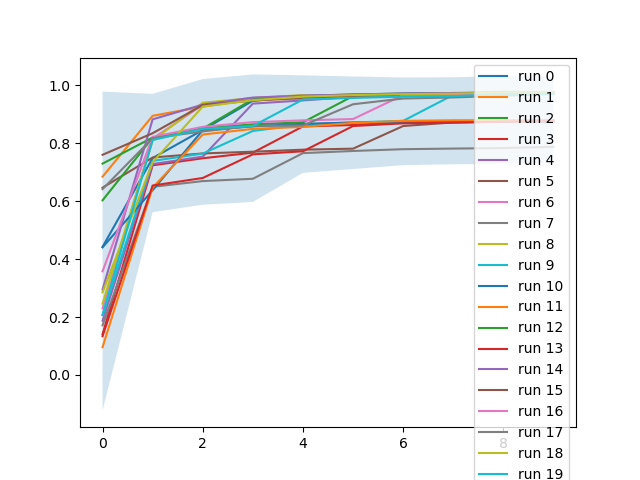 1.0
0.8
0.6
0.4
0.2
0.0
0
2
4
6
8
run 0
run 1
run 2
run 3
run 4
run 5
run 6
run 7
run 8
run 9
run 10
run 11
run 12
run 13
run 14
run 15
run 16
run 17
run 18
run 19